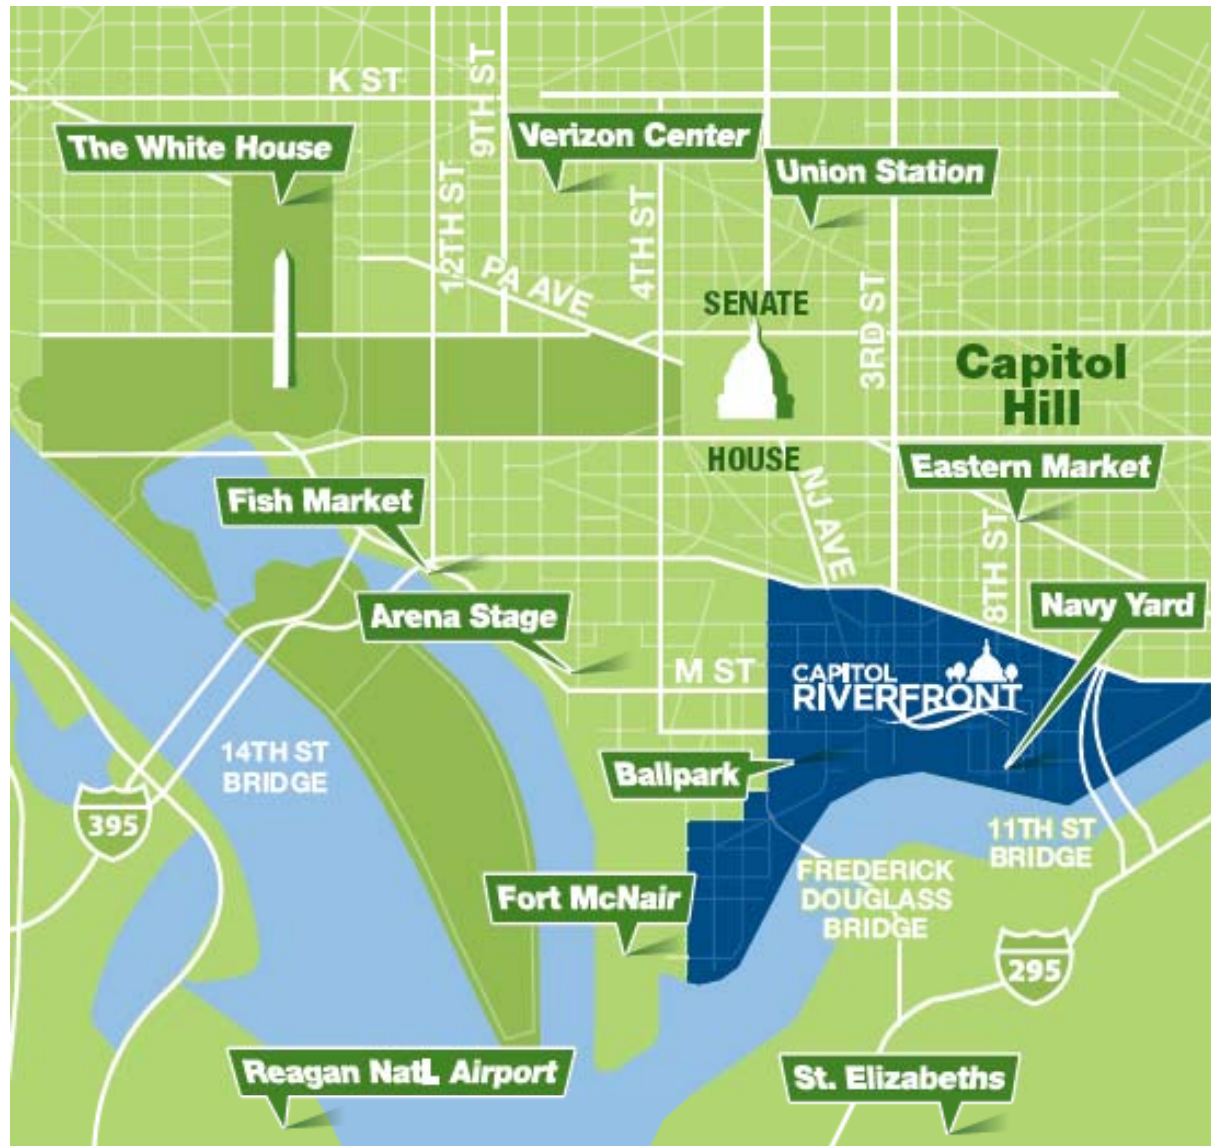 K ST
9TH ST
The White House
Verizon Center
Union Station
12TH ST
4TH ST
PA AVE
SENATE
3RD ST
Capitol
Hill
HOUSE
Eastern Market
NJ AVE
Fish Market
8TH ST
Navy Yard
Arena Stage
M ST
CAPITOL
RIVERFRONT
14TH ST
BRIDGE
Ballpark
395
11TH ST
BRIDGE
FREDERICK
DOUGLASS
BRIDGE
Fort McNair
295
Reagan Nat'L Airport
St. Elizabeths